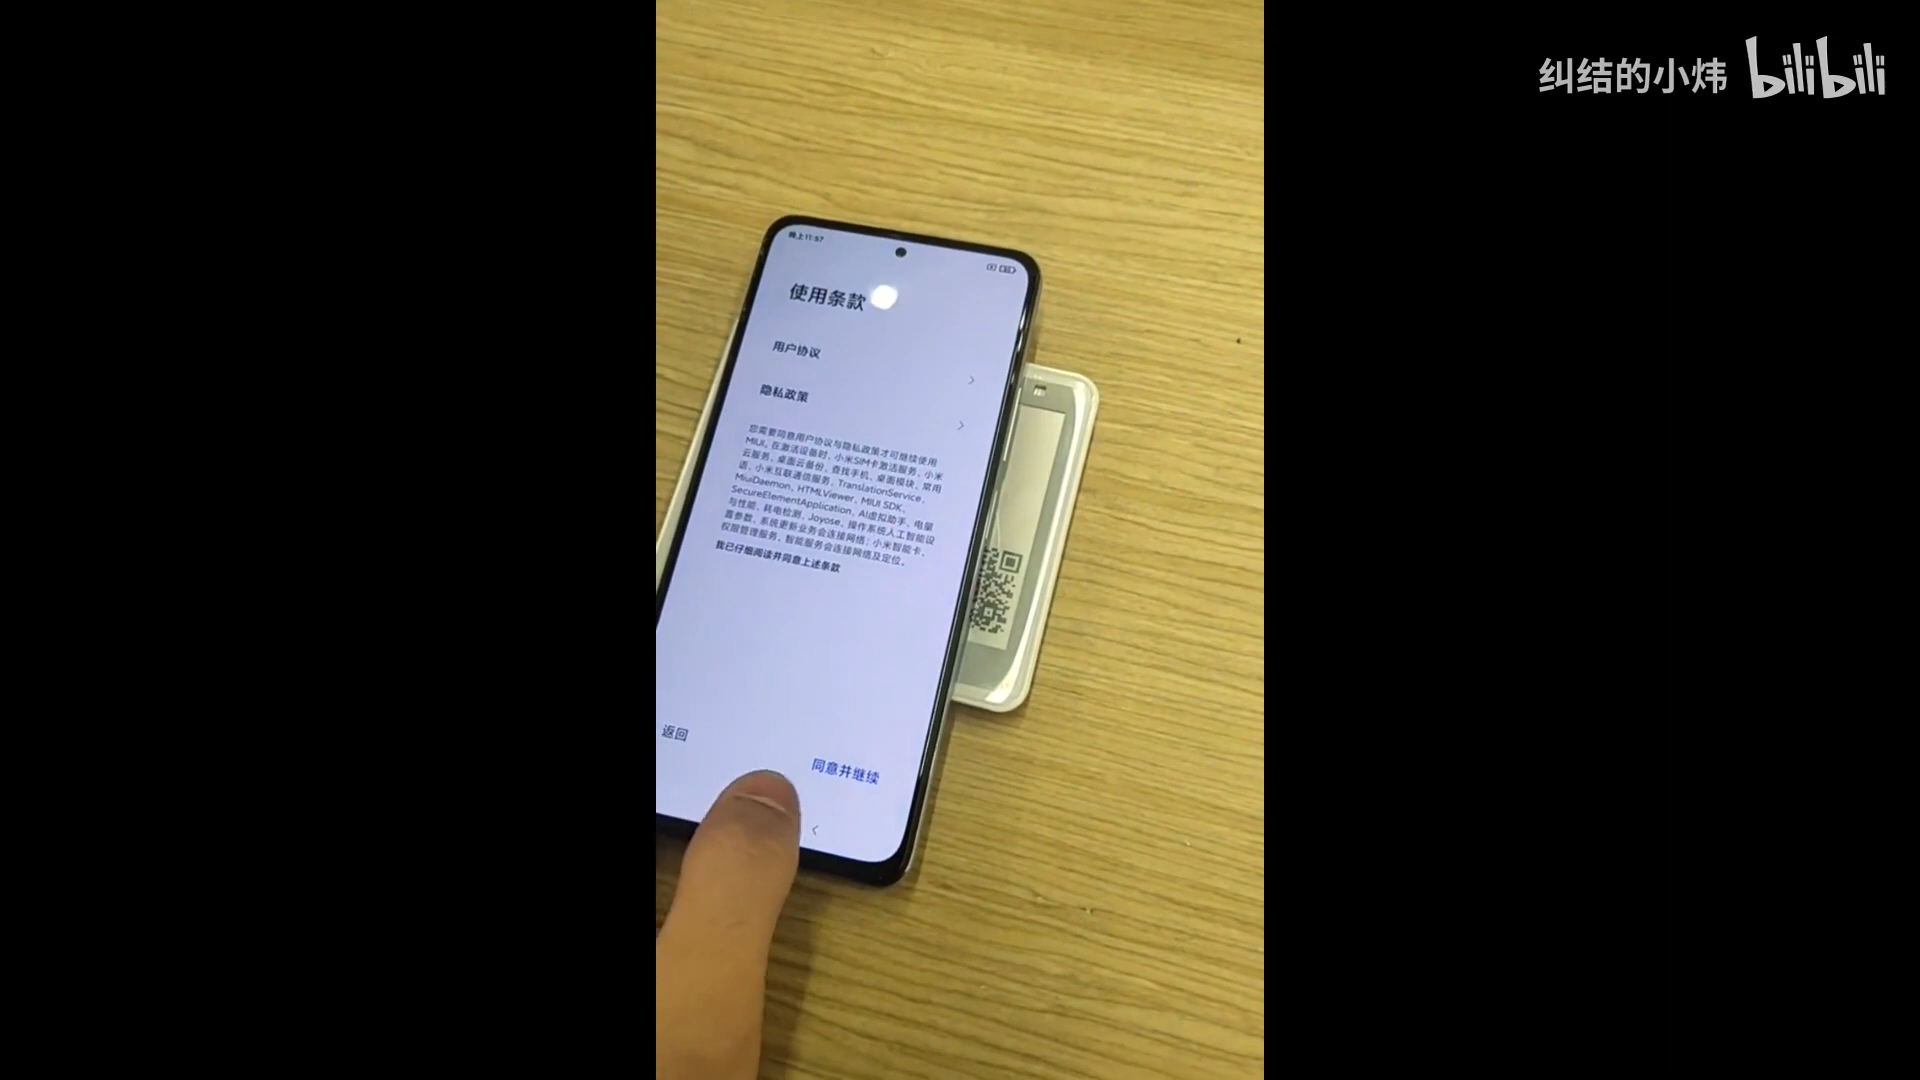 纠结的小炜 bilibili
晚上11:57
使用条款
用户协议
隐私政策
您需要同意用户协议与隐私政策才可继续使用
MIUI。在激活设备时，小米SIM卡激活服务、小米
云服务、桌面云备份、查找手机、桌面模块、常用
语、小米互联通信服务、TranslationService、
MiuiDaemon、HTMLViewer、MIUI SDK、
SecureElementApplication、AI虚拟助手、电量
与性能、耗电检测、Joyose、操作系统人工智能设
置参数、系统更新业务会连接网络；小米智能卡、
权限管理服务、智能服务会连接网络及定位。
我已仔细阅读并同意上述条款
返回
同意并继续